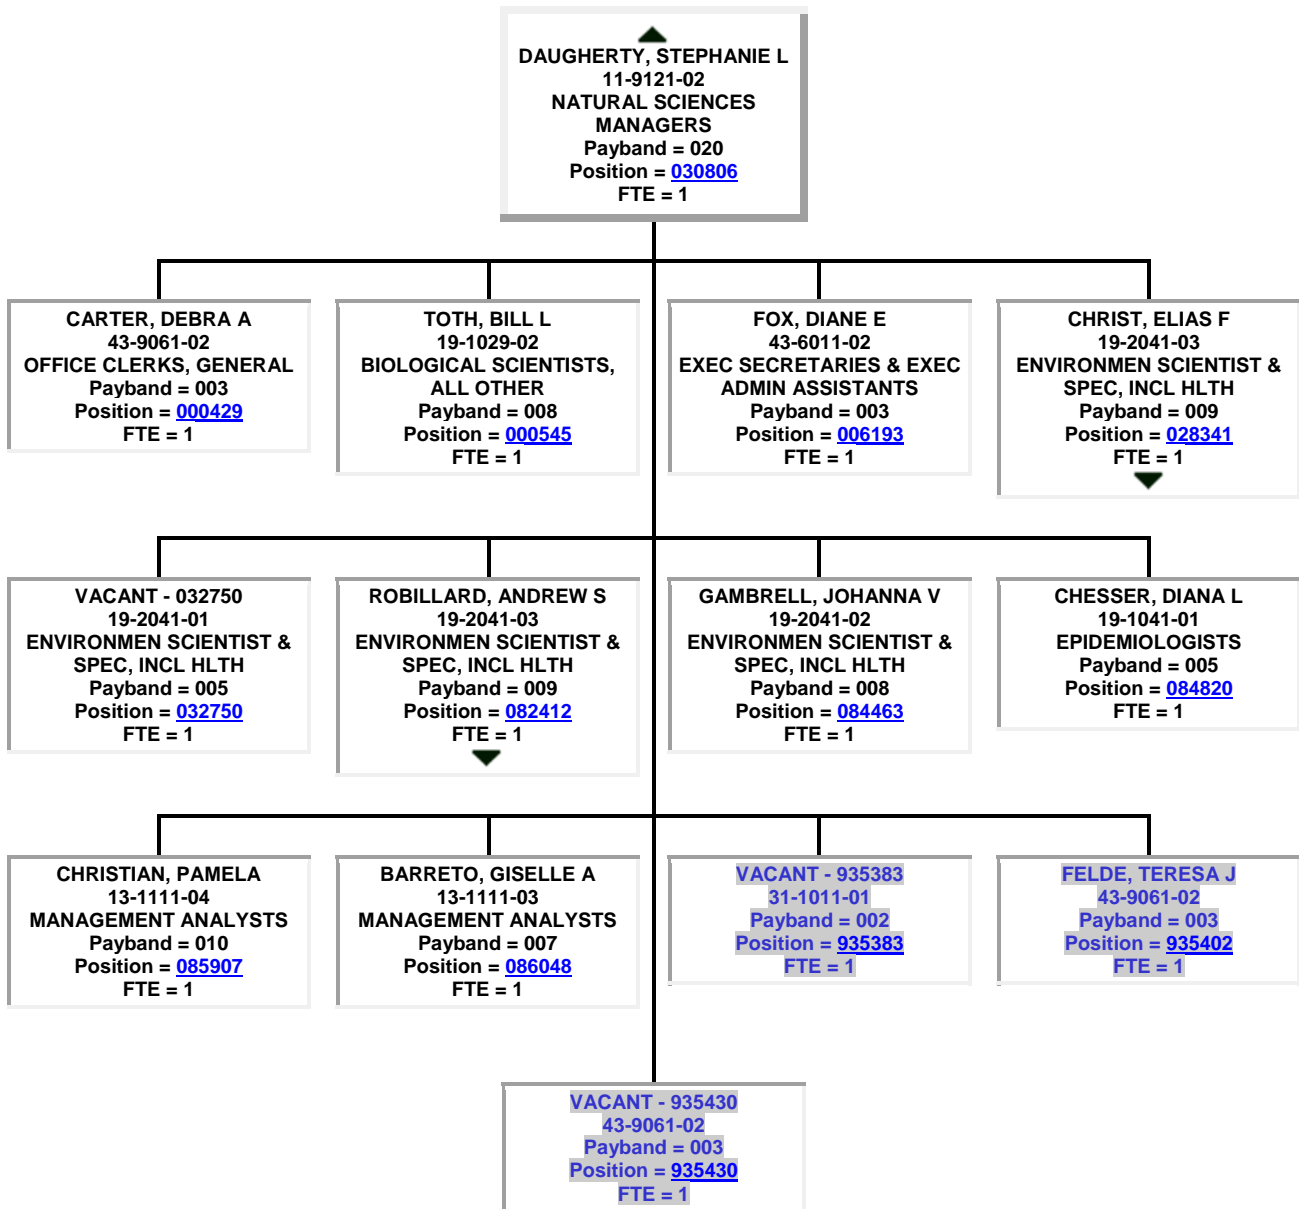 DAUGHERTY, STEPHANIE L
11-9121-02
NATURAL SCIENCES
MANAGERS
Payband = 020
Position = 030806
FTE = 1
CARTER, DEBRA A
43-9061-02
OFFICE CLERKS, GENERAL
Payband = 003
Position = 000429
FTE = 1
TOTH, BILL L
19-1029-02
BIOLOGICAL SCIENTISTS,
ALL OTHER
Payband = 008
Position = 000545
FTE = 1
FOX, DIANE E
43-6011-02
EXEC SECRETARIES & EXEC
ADMIN ASSISTANTS
Payband = 003
Position = 006193
FTE = 1
CHRIST, ELIAS F
19-2041-03
ENVIRONMEN SCIENTIST &
SPEC, INCL HLTH
Payband = 009
Position = 028341
FTE = 1
VACANT - 032750
19-2041-01
ENVIRONMEN SCIENTIST &
SPEC, INCL HLTH
Payband = 005
Position = 032750
FTE = 1
ROBILLARD, ANDREW S
19-2041-03
ENVIRONMEN SCIENTIST &
SPEC, INCL HLTH
Payband = 009
Position = 082412
FTE = 1
GAMBRELL, JOHANNA V
19-2041-02
ENVIRONMEN SCIENTIST &
SPEC, INCL HLTH
Payband = 008
Position = 084463
FTE = 1
CHESSER, DIANA L
19-1041-01
EPIDEMIOLOGISTS
Payband = 005
Position = 084820
FTE = 1
CHRISTIAN, PAMELA
13-1111-04
MANAGEMENT ANALYSTS
Payband = 010
Position = 085907
FTE = 1
BARRETO, GISELLE A
13-1111-03
MANAGEMENT ANALYSTS
Payband = 007
Position = 086048
FTE = 1
VACANT - 935383
31-1011-01
Payband = 002
Position = 935383
FTE = 1
FELDE, TERESA J
43-9061-02
Payband = 003
Position = 935402
FTE = 1
VACANT - 935430
43-9061-02
Payband = 003
Position = 935430
FTE = 1